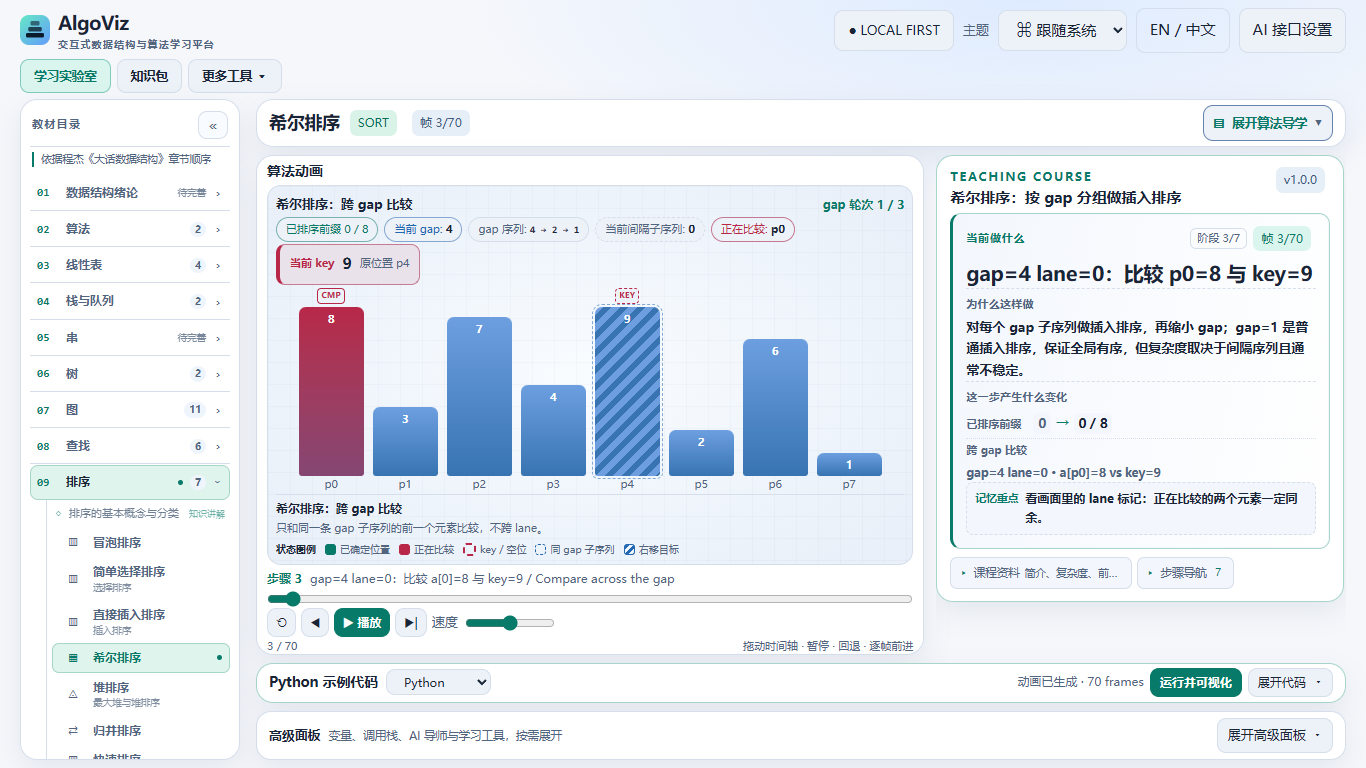 AlgoViz
交互式数据结构与算法学习平台
● LOCAL FIRST
主题
⌘ 跟随系统
EN / 中文
AI 接口设置
学习实验室
知识包
更多工具
教材目录
«
依据程杰《大话数据结构》章节顺序
01 数据结构绪论 待完善 ›
02 算法 2 ›
03 线性表 4 ›
04 栈与队列 2 ›
05 串 待完善 ›
06 树 2 ›
07 图 11 ›
08 查找 6 ›
09 排序 7
排序的基本概念与分类 知识讲解
冒泡排序
简单选择排序
选择排序
直接插入排序
插入排序
希尔排序
堆排序
最大堆与堆排序
归并排序
希尔排序 SORT 帧 3/70
展开算法导学 ▼
算法动画
希尔排序：跨 gap 比较
gap 轮次 1 / 3
已排序前缀 0 / 8
当前 gap: 4
gap 序列: 4 → 2 → 1
当前间隔子序列: 0
正在比较: p0
当前 key 9 原位置 p4
CMP KEY
8 3 7 4 9 2 6 1
p0 p1 p2 p3 p4 p5 p6 p7
希尔排序：跨 gap 比较
只和同一条 gap 子序列的前一个元素比较，不跨 lane。
状态图例 已确定位置 正在比较 key / 空位 同 gap 子序列 右移目标
步骤 3 gap=4 lane=0：比较 a[0]=8 与 key=9 / Compare across the gap
▶ 播放
速度
3 / 70
拖动时间轴 · 暂停 · 回退 · 逐帧前进
TEACHING COURSE
希尔排序：按 gap 分组做插入排序
v1.0.0
当前做什么
阶段 3/7
帧 3/70
gap=4 lane=0：比较 p0=8 与 key=9
为什么这样做
对每个 gap 子序列做插入排序，再缩小 gap；gap=1 是普
通插入排序，保证全局有序，但复杂度取决于间隔序列且通
常不稳定。
这一步产生什么变化
已排序前缀 0 → 0 / 8
跨 gap 比较
gap=4 lane=0 • a[p0]=8 vs key=9
记忆重点 看画面里的 lane 标记：正在比较的两个元素一定同
余。
课程资料 简介、复杂度、前...
步骤导航 7
Python 示例代码
Python
动画已生成 · 70 frames
运行并可视化
展开代码
高级面板 变量、调用栈、AI 导师与学习工具，按需展开
展开高级面板